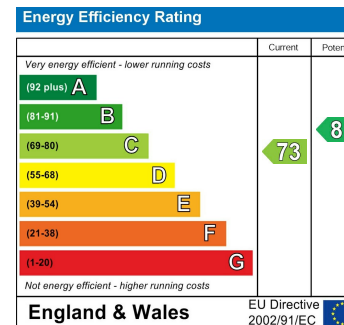 Energy Efficiency Rating
Current
Very energy efficient - lower running costs
(92 plus) A
(81-91) B
(69-80) C
(55-68) D
(39-54) E
(21-38) F
(1-20) G
73
Not energy efficient - higher running costs
England & Wales
EU Directive
2002/91/EC